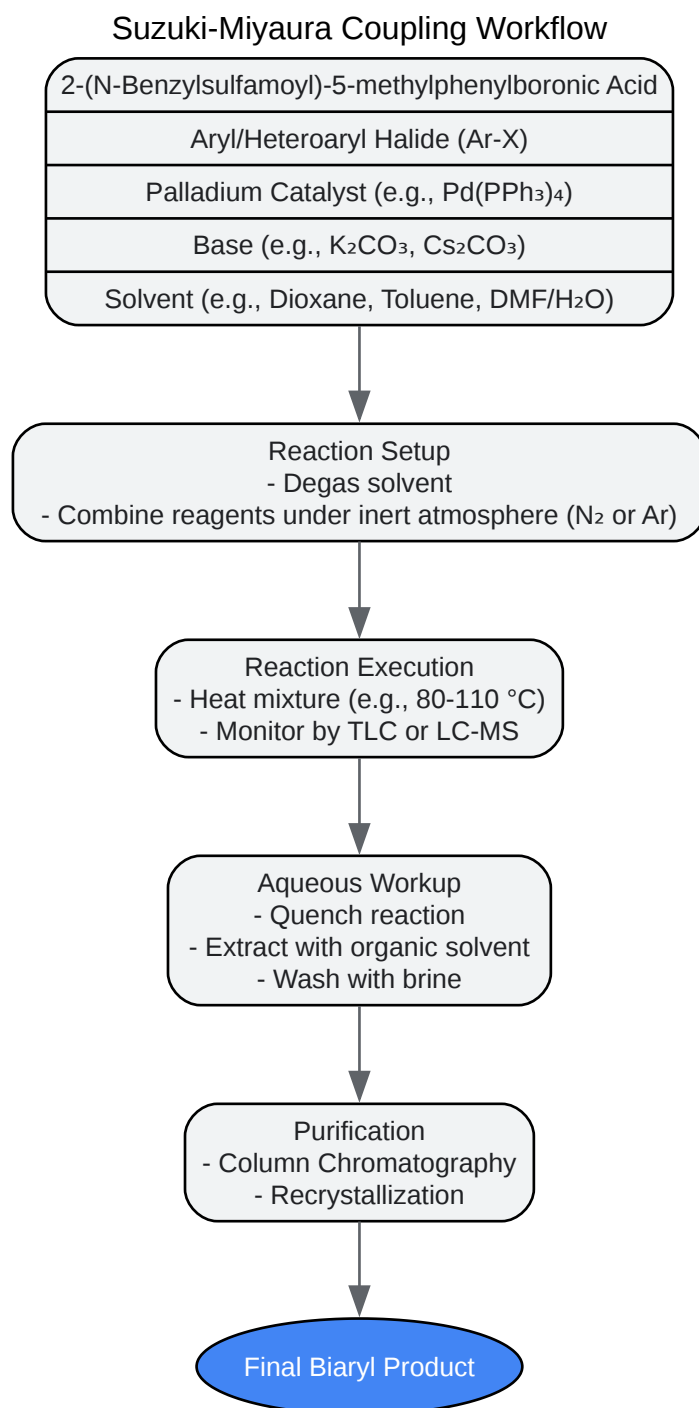 Suzuki-Miyaura Coupling Workflow
2-(N-Benzylsulfamoyl)-5-methylphenylboronic Acid
Aryl/Heteroaryl Halide (Ar-X)
Palladium Catalyst (e.g., Pd(PPh₃)₄)
Base (e.g., K₂CO₃, Cs₂CO₃)
Solvent (e.g., Dioxane, Toluene, DMF/H₂O)
Reaction Setup
- Degas solvent
- Combine reagents under inert atmosphere (N₂ or Ar)
Reaction Execution
- Heat mixture (e.g., 80-110 °C)
- Monitor by TLC or LC-MS
Aqueous Workup
- Quench reaction
- Extract with organic solvent
- Wash with brine
Purification
- Column Chromatography
- Recrystallization
Final Biaryl Product